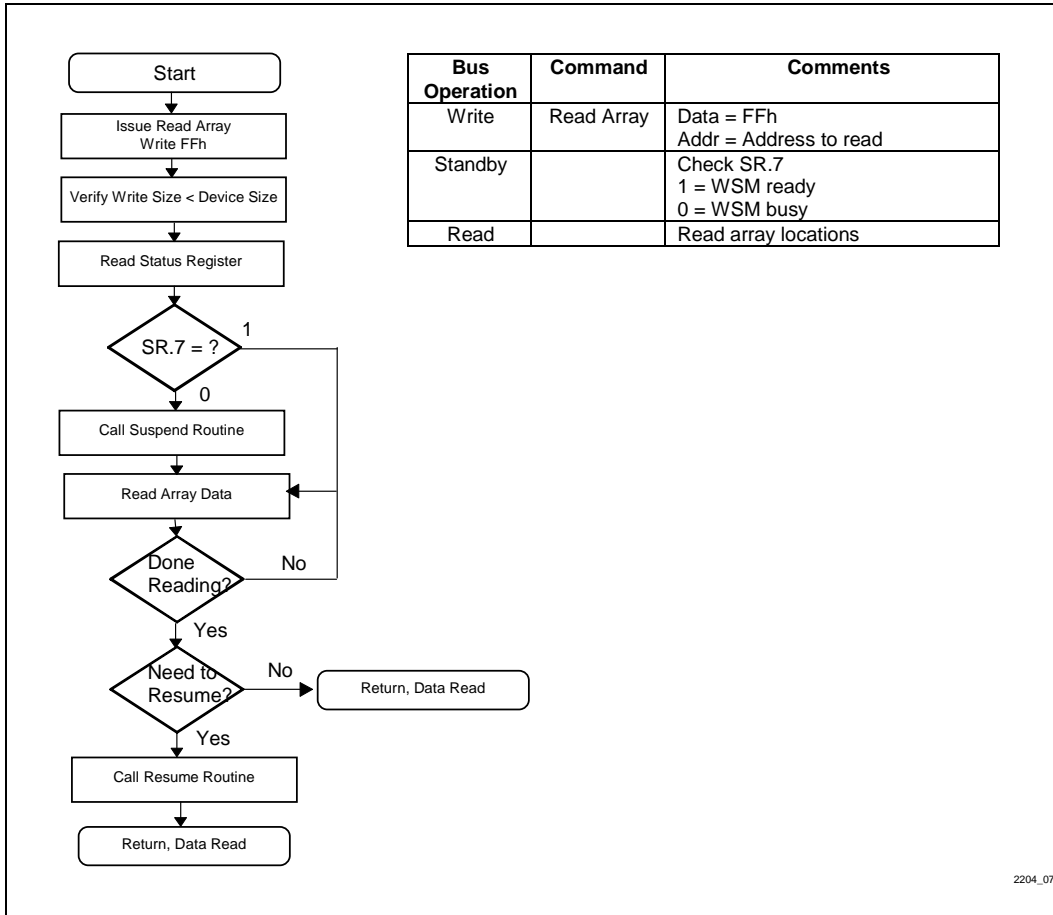 Start
Issue Read Array
Write FFh
Verify Write Size < Device Size
Read Status Register
SR.7 = ?
1
0
Call Suspend Routine
Read Array Data
Done
Reading?
No
Yes
Need to
Resume?
No
Return, Data Read
Yes
Call Resume Routine
Return, Data Read
Bus Command Comments
Operation
Write Read Array Data = FFh
Addr = Address to read
Standby Check SR.7
1 = WSM ready
0 = WSM busy
Read Read array locations
2204_07